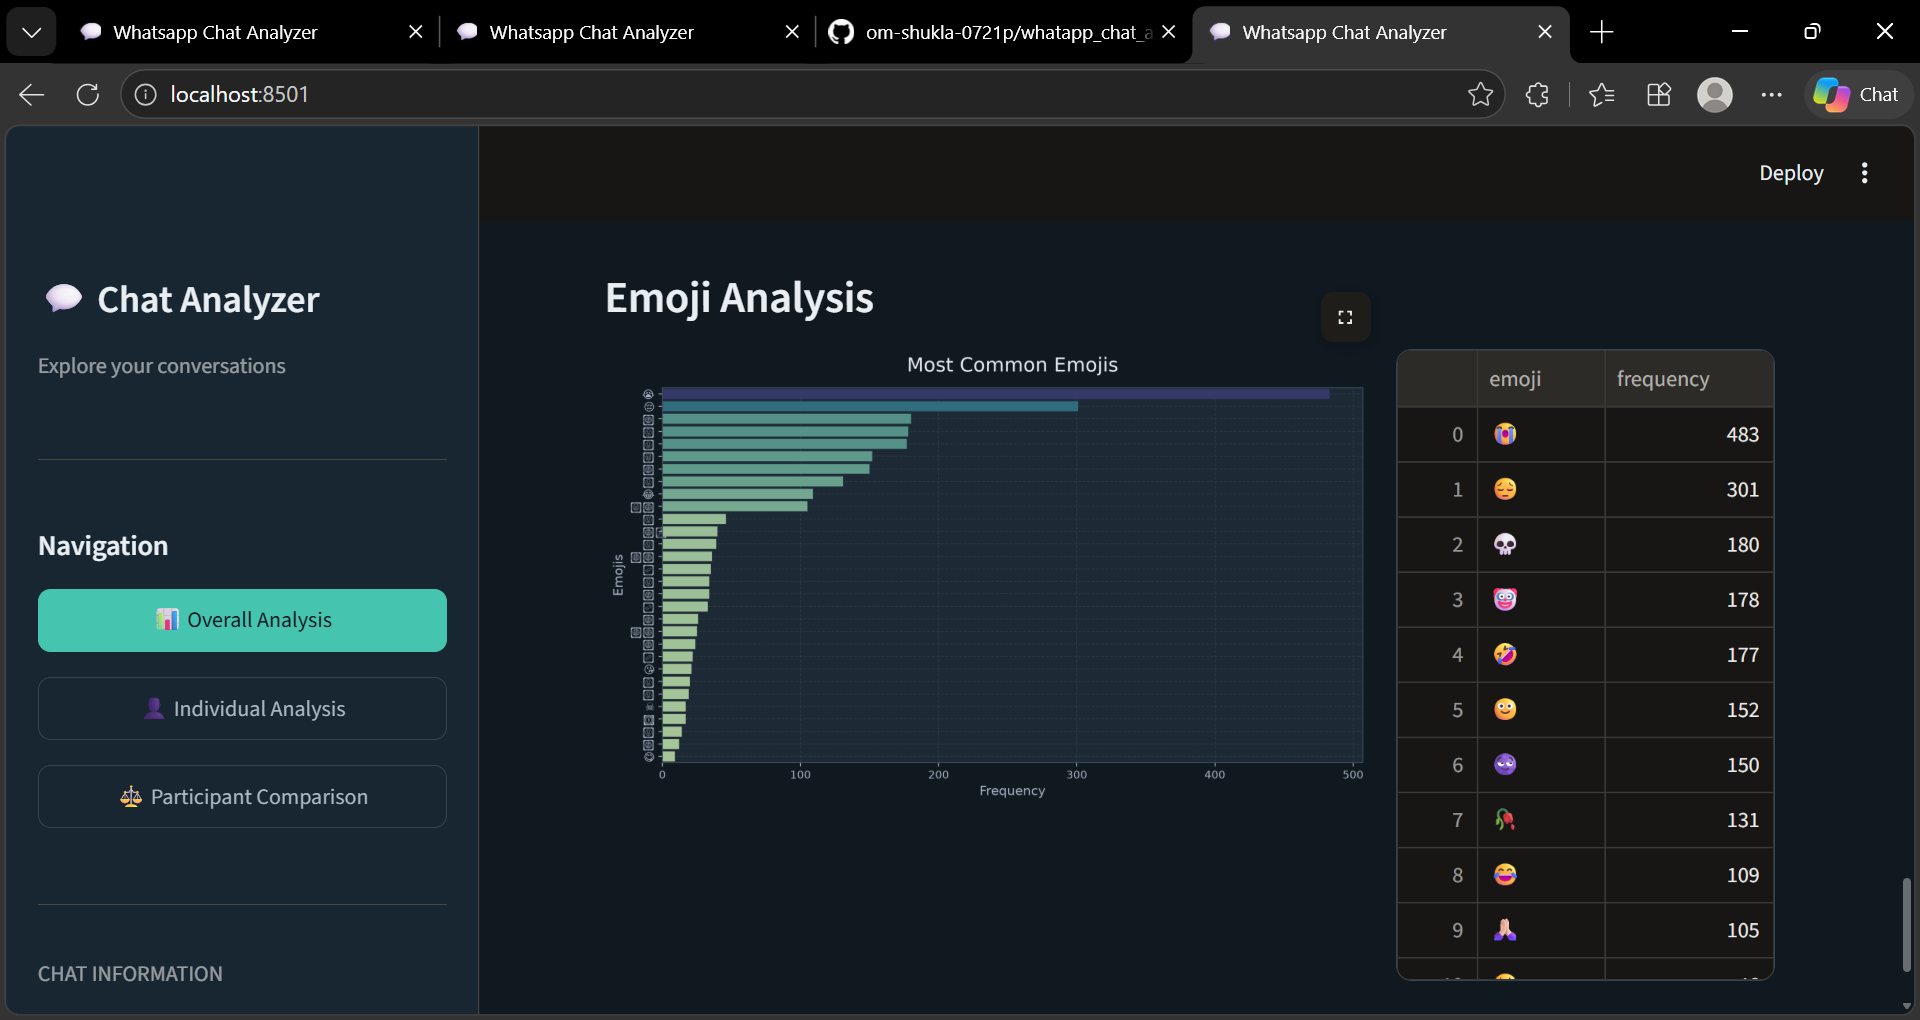 Whatsapp Chat Analyzer
Whatsapp Chat Analyzer
om-shukla-0721p/whatapp_chat_a
Whatsapp Chat Analyzer
localhost:8501
Chat
Deploy
💬 Chat Analyzer
Explore your conversations
Navigation
📊 Overall Analysis
👤 Individual Analysis
⚖️ Participant Comparison
CHAT INFORMATION
Emoji Analysis
Most Common Emojis
Emojis
0 100 200 300 400 500
Frequency
emoji frequency
0 😭 483
1 😔 301
2 💀 180
3 🤡 178
4 🤣 177
5 🙂 152
6 150
7 🥀 131
8 😂 109
9 🙏🏻 105